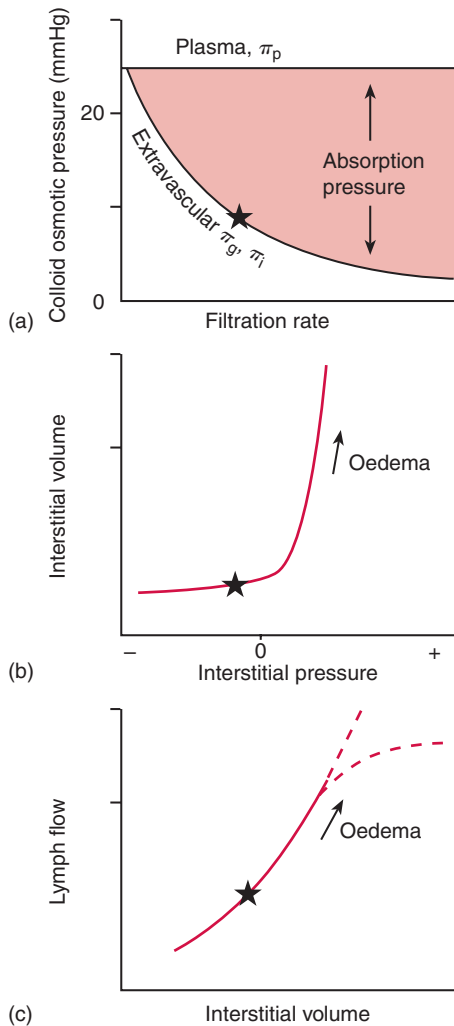 Colloid osmotic pressure (mmHg)
20
10
0
Plasma, πp
Absorption
pressure
Extravascular πg, πi
(a)
Filtration rate
Interstitial volume
Oedema
– 0 +
(b)
Interstitial pressure
Lymph flow
Oedema
(c)
Interstitial volume